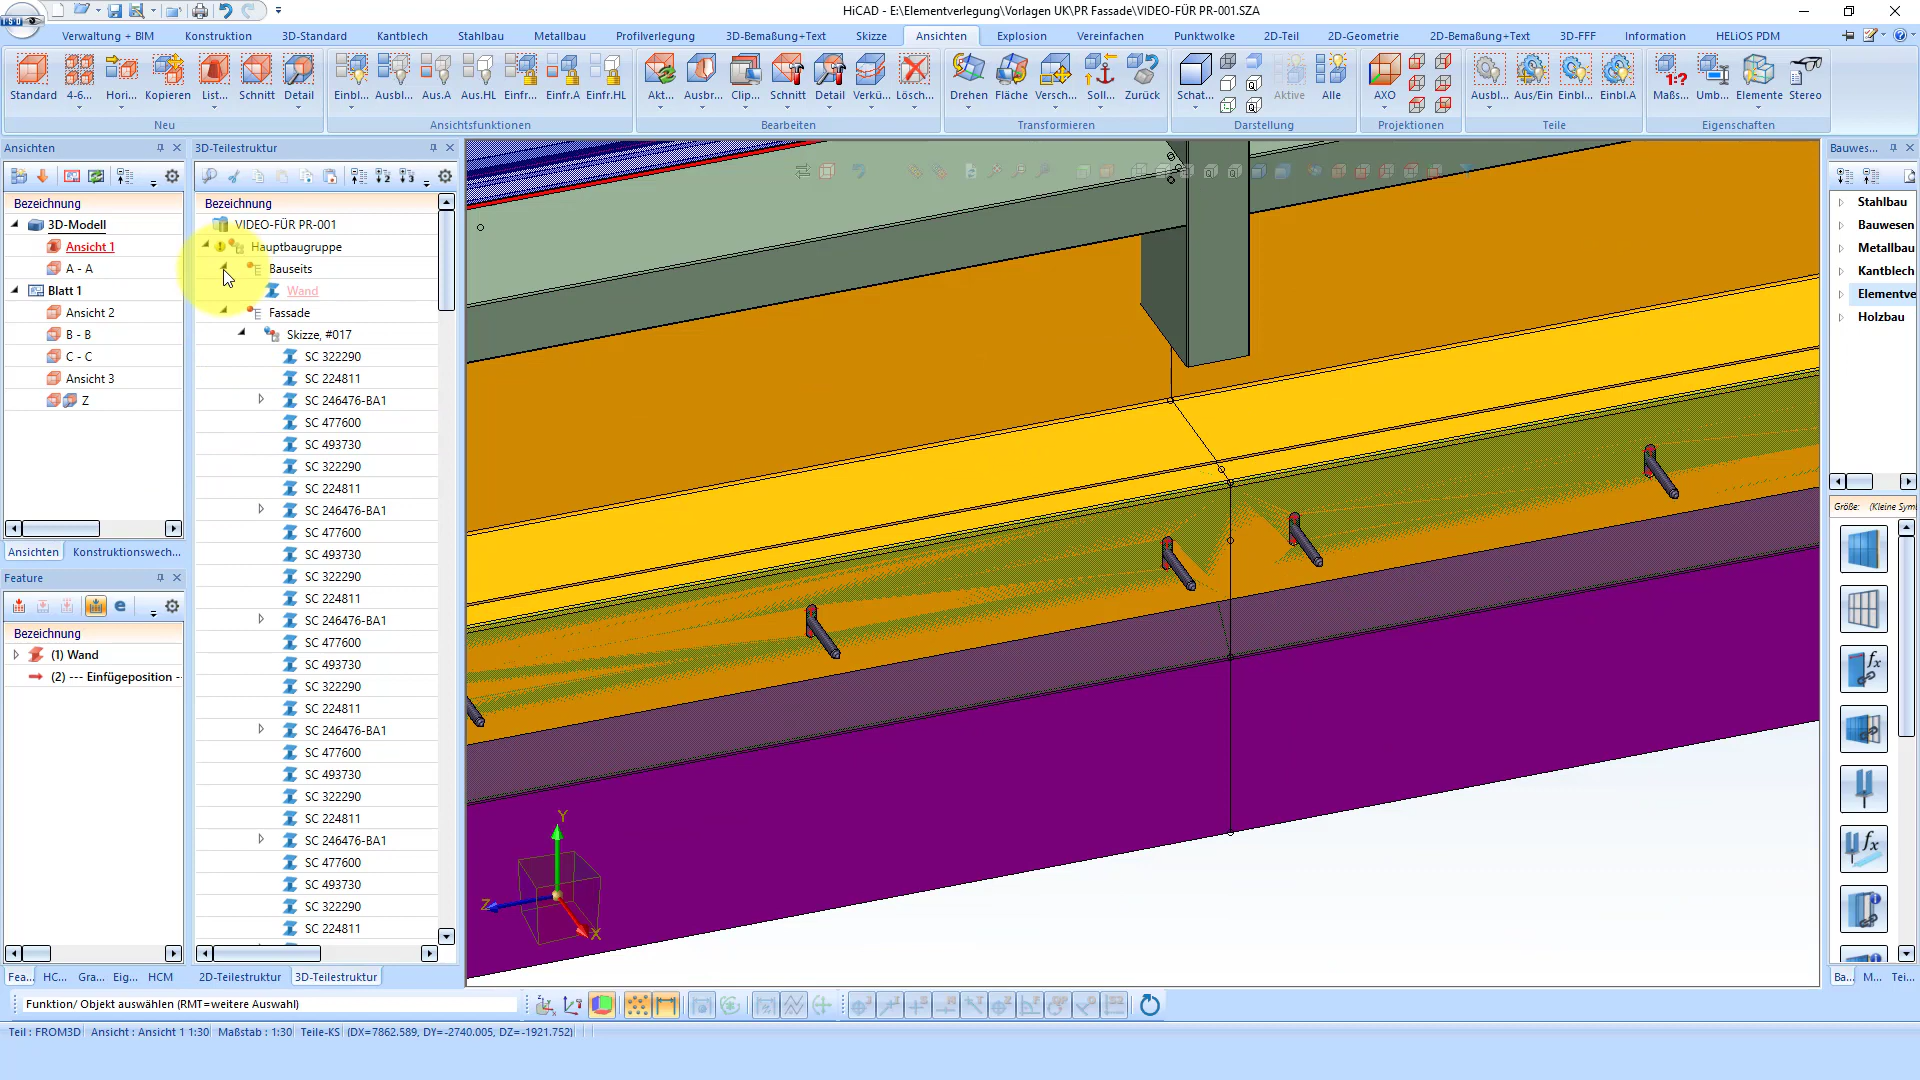 HiCAD - E:\Elementverlegung\Vorlagen UK\PR Fassade\VIDEO-FÜR PR-001.SZA
Verwaltung + BIM Konstruktion 3D-Standard Kantblech Stahlbau Metallbau Profilverlegung 3D-Bemaßung+Text Skizze Ansichten Explosion Vereinfachen Punktwolke 2D-Teil 2D-Geometrie 2D-Bemaßung+Text 3D-FFF Information HELiOS PDM
Standard 4-6... Hori... Kopieren List... Schnitt Detail Einbl... Ausbl... Aus.A Aus.HL Einfr... Einfr.A Einfr.HL Akt... Ausbr... Clip... Schnitt Detail Verkü... Lösch... Drehen Fläche Versch... Soll... Zurück Schat... Aktive Alle AXO Ausbl... Aus/Ein Einbl... Einbl.A Maßs... Umb... Elemente Stereo
Neu Ansichtsfunktionen Bearbeiten Transformieren Darstellung Projektionen Teile Eigenschaften
Ansichten
Bezeichnung
3D-Modell
Ansicht 1
A - A
Blatt 1
Ansicht 2
B - B
C - C
Ansicht 3
Z
Ansichten Konstruktionswech...
Feature
Bezeichnung
(1) Wand
(2) --- Einfügeposition -
Fea... HC... Gra... Eig... HCM
3D-Teilestruktur
Bezeichnung
VIDEO-FÜR PR-001
Hauptbaugruppe
Bauseits
Wand
Fassade
Skizze, #017
SC 322290
SC 224811
SC 246476-BA1
SC 477600
SC 493730
SC 322290
SC 224811
SC 246476-BA1
SC 477600
SC 493730
SC 322290
SC 224811
SC 246476-BA1
SC 477600
SC 493730
SC 322290
SC 224811
SC 246476-BA1
SC 477600
SC 493730
SC 322290
SC 224811
SC 246476-BA1
SC 477600
SC 493730
SC 322290
SC 224811
2D-Teilestruktur 3D-Teilestruktur
Y
Z
X
Bauwes...
Stahlbau
Bauwesen
Metallbau
Kantblech
Elementve
Holzbau
Größe: (Kleine Sym
Ba... M... Tei...
Funktion/ Objekt auswählen (RMT=weitere Auswahl)
Teil : FROM3D Ansicht : Ansicht 1 1:30 Maßstab : 1:30 Teile-KS (DX=7862.589, DY=-2740.005, DZ=-1921.752)